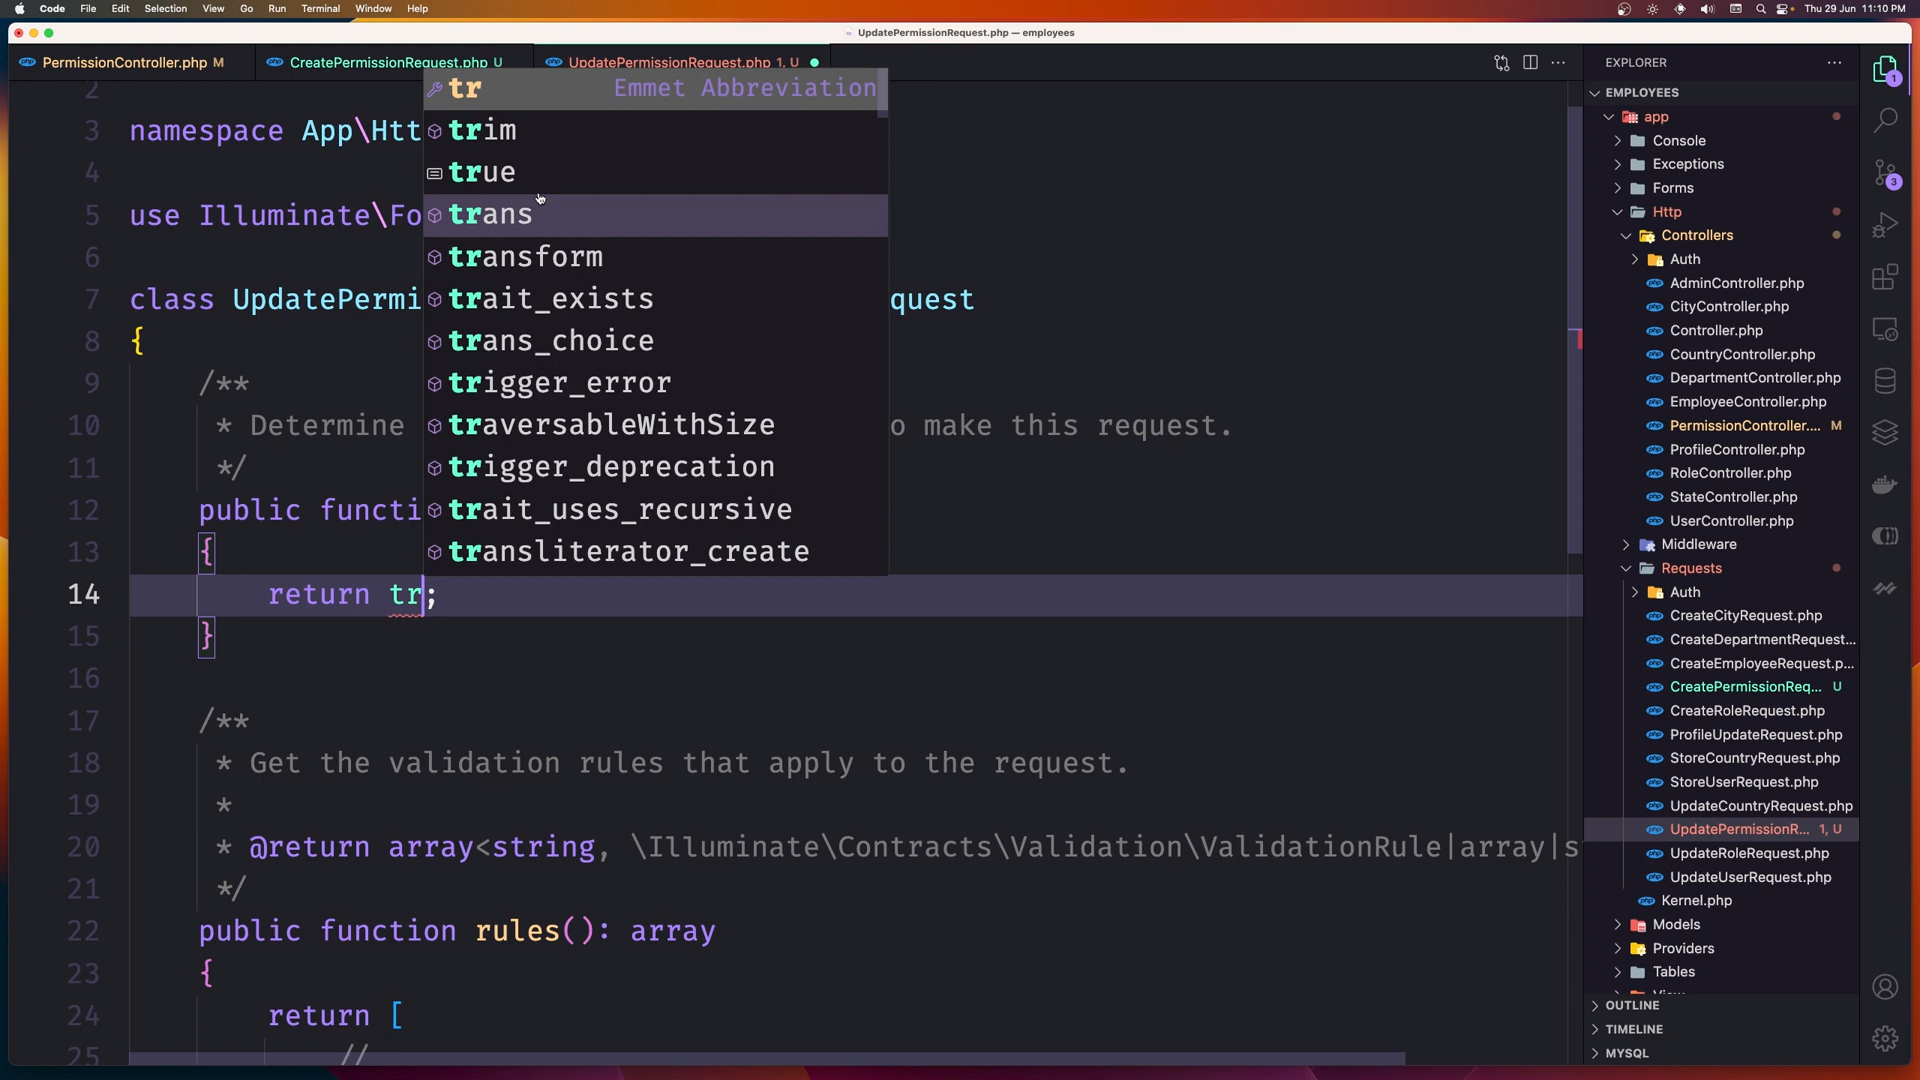 Code File Edit Selection View Go Run Terminal Window Help Thu 29 Jun 11:10 PM
UpdatePermissionRequest.php — employees
PermissionController.php M CreatePermissionRequest.php U UpdatePermissionRequest.php 1, U
2
3 namespace App\Htt
4
5 use Illuminate\Fo
6
7 class UpdatePermi quest
8 {
9 /**
10 * Determine o make this request.
11 */
12 public functi
13 {
14 return tr;
15 }
16
17 /**
18 * Get the validation rules that apply to the request.
19 *
20 * @return array<string, \Illuminate\Contracts\Validation\ValidationRule|array|s
21 */
22 public function rules(): array
23 {
24 return [
25 //
tr Emmet Abbreviation
trim
true
trans
transform
trait_exists
trans_choice
trigger_error
traversableWithSize
trigger_deprecation
trait_uses_recursive
transliterator_create
EXPLORER
EMPLOYEES
app
Console
Exceptions
Forms
Http
Controllers
Auth
AdminController.php
CityController.php
Controller.php
CountryController.php
DepartmentController.php
EmployeeController.php
PermissionController.... M
ProfileController.php
RoleController.php
StateController.php
UserController.php
Middleware
Requests
Auth
CreateCityRequest.php
CreateDepartmentRequest...
CreateEmployeeRequest.p...
CreatePermissionReq... U
CreateRoleRequest.php
ProfileUpdateRequest.php
StoreCountryRequest.php
StoreUserRequest.php
UpdateCountryRequest.php
UpdatePermissionR... 1, U
UpdateRoleRequest.php
UpdateUserRequest.php
Kernel.php
Models
Providers
Tables
OUTLINE
TIMELINE
MYSQL
1
3